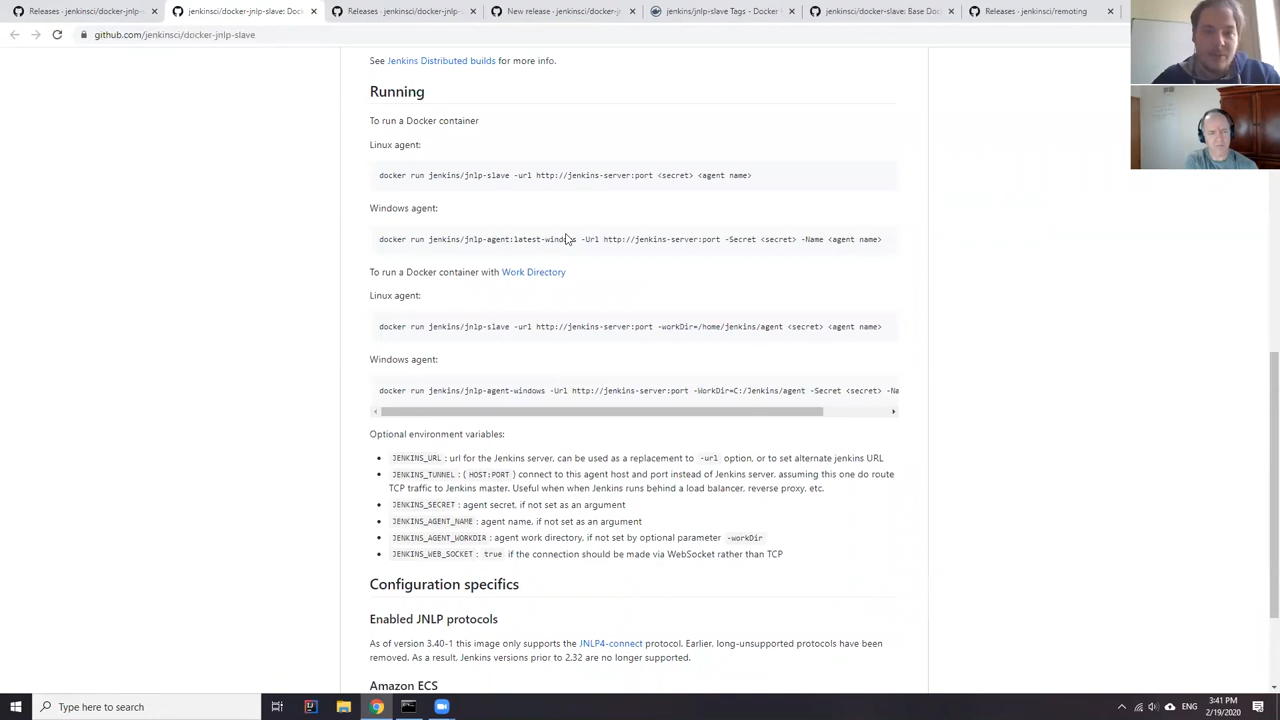 Releases · jenkinsci/docker-jnlp-
jenkinsci/docker-jnlp-slave: Doc
Releases · jenkinsci/docker-jnlp-
New release · jenkinsci/docker-jn
jenkins/jnlp-slave Tags - Docker
jenkinsci/docker-slave: Base Do
Releases · jenkinsci/remoting
github.com/jenkinsci/docker-jnlp-slave
See Jenkins Distributed builds for more info.
Running
To run a Docker container
Linux agent:
docker run jenkins/jnlp-slave -url http://jenkins-server:port <secret> <agent name>
Windows agent:
docker run jenkins/jnlp-agent:latest-windows -Url http://jenkins-server:port -Secret <secret> -Name <agent name>
To run a Docker container with Work Directory
Linux agent:
docker run jenkins/jnlp-slave -url http://jenkins-server:port -workDir=/home/jenkins/agent <secret> <agent name>
Windows agent:
docker run jenkins/jnlp-agent-windows -Url http://jenkins-server:port -WorkDir=C:/Jenkins/agent -Secret <secret> -Na
Optional environment variables:
• JENKINS_URL : url for the Jenkins server, can be used as a replacement to -url option, or to set alternate jenkins URL
• JENKINS_TUNNEL : ( HOST:PORT ) connect to this agent host and port instead of Jenkins server, assuming this one do route
TCP traffic to Jenkins master. Useful when when Jenkins runs behind a load balancer, reverse proxy, etc.
• JENKINS_SECRET : agent secret, if not set as an argument
• JENKINS_AGENT_NAME : agent name, if not set as an argument
• JENKINS_AGENT_WORKDIR : agent work directory, if not set by optional parameter -workDir
• JENKINS_WEB_SOCKET : true if the connection should be made via WebSocket rather than TCP
Configuration specifics
Enabled JNLP protocols
As of version 3.40-1 this image only supports the JNLP4-connect protocol. Earlier, long-unsupported protocols have been
removed. As a result, Jenkins versions prior to 2.32 are no longer supported.
Amazon ECS
Type here to search
ENG
3:41 PM
2/19/2020